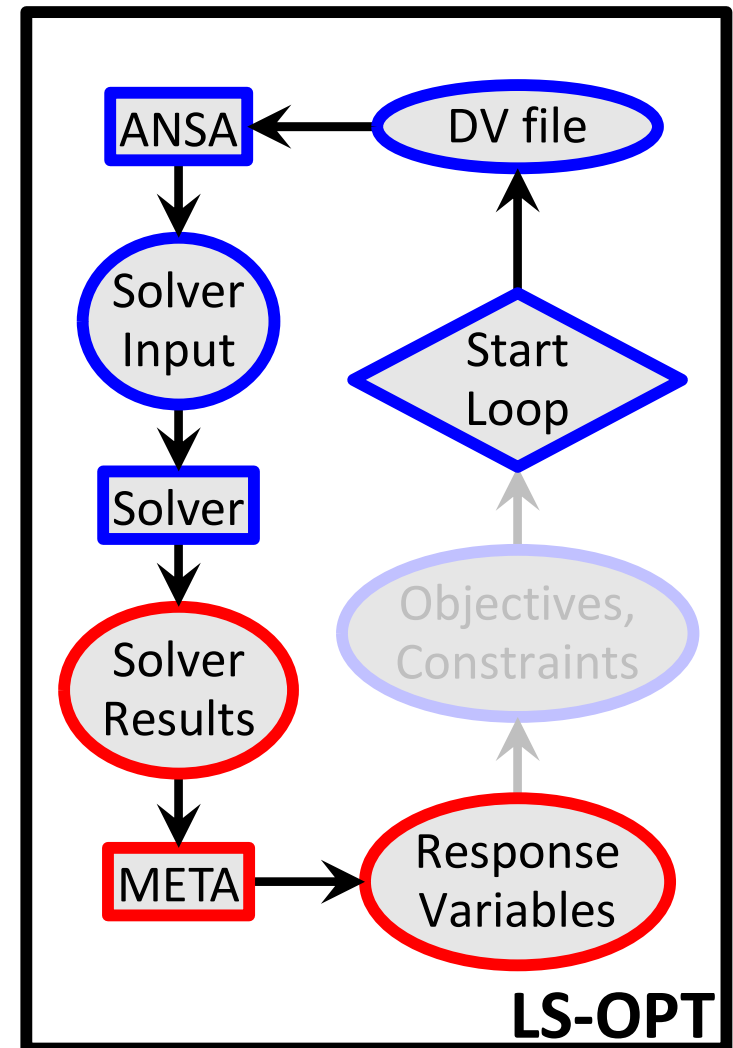 ANSA
DV file
Solver
Input
Start
Loop
Solver
Objectives,
Constraints
Solver
Results
META
Response
Variables
LS-OPT